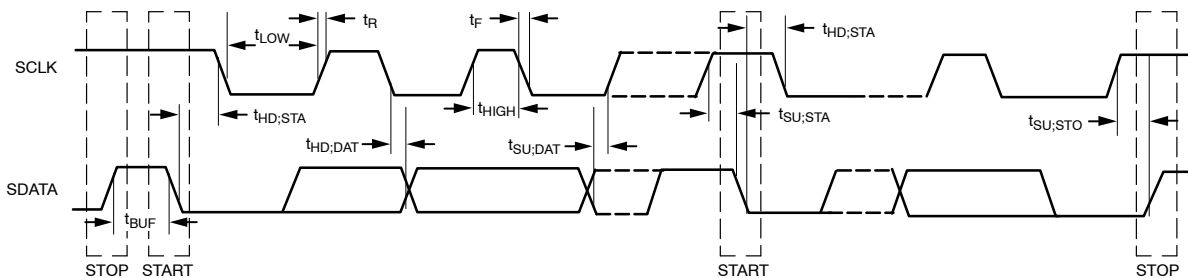 tR
tF
tLOW
tHD;STA
SCLK
tHD;STA
tHIGH
tSU;STA
tSU;STO
tHD;DAT
tSU;DAT
SDATA
tBUF
STOP
START
START
STOP